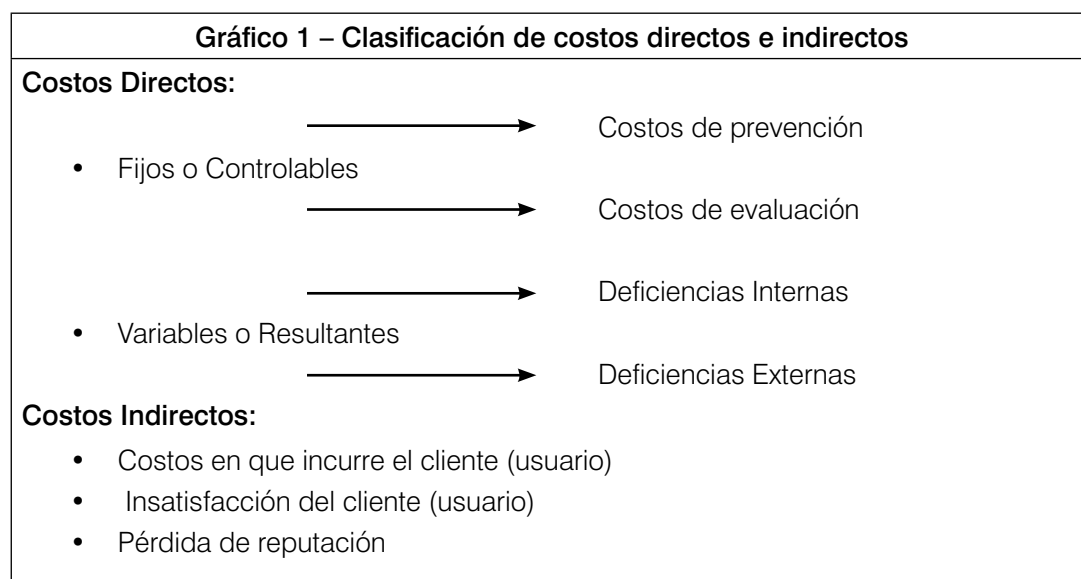 Gráfico 1 – Clasificación de costos directos e indirectos
Costos Directos:
Costos de prevención
• Fijos o Controlables
Costos de evaluación
Deficiencias Internas
• Variables o Resultantes
Deficiencias Externas
Costos Indirectos:
• Costos en que incurre el cliente (usuario)
• Insatisfacción del cliente (usuario)
• Pérdida de reputación